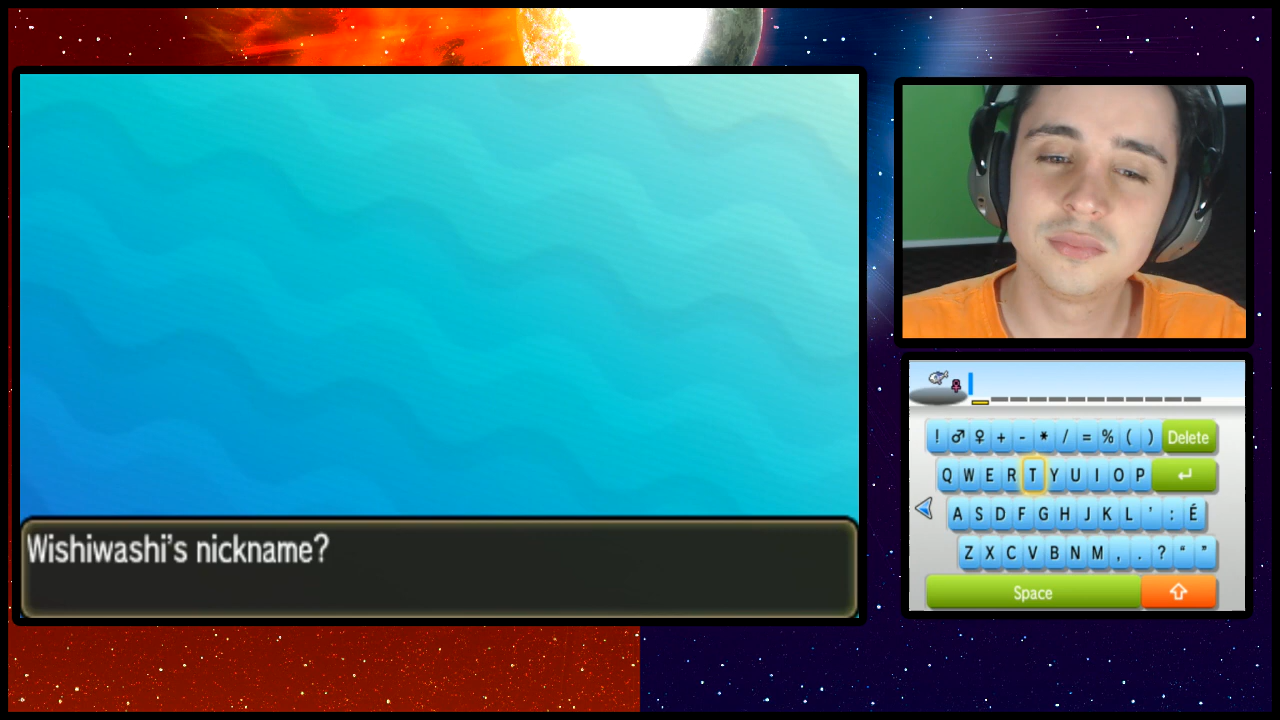 Wishiwashi's nickname?
! ♂ ♀ + - * / = % ( ) Delete
Q W E R T Y U I O P ↵
A S D F G H J K L ' : É
Z X C V B N M , . ? “ ”
Space